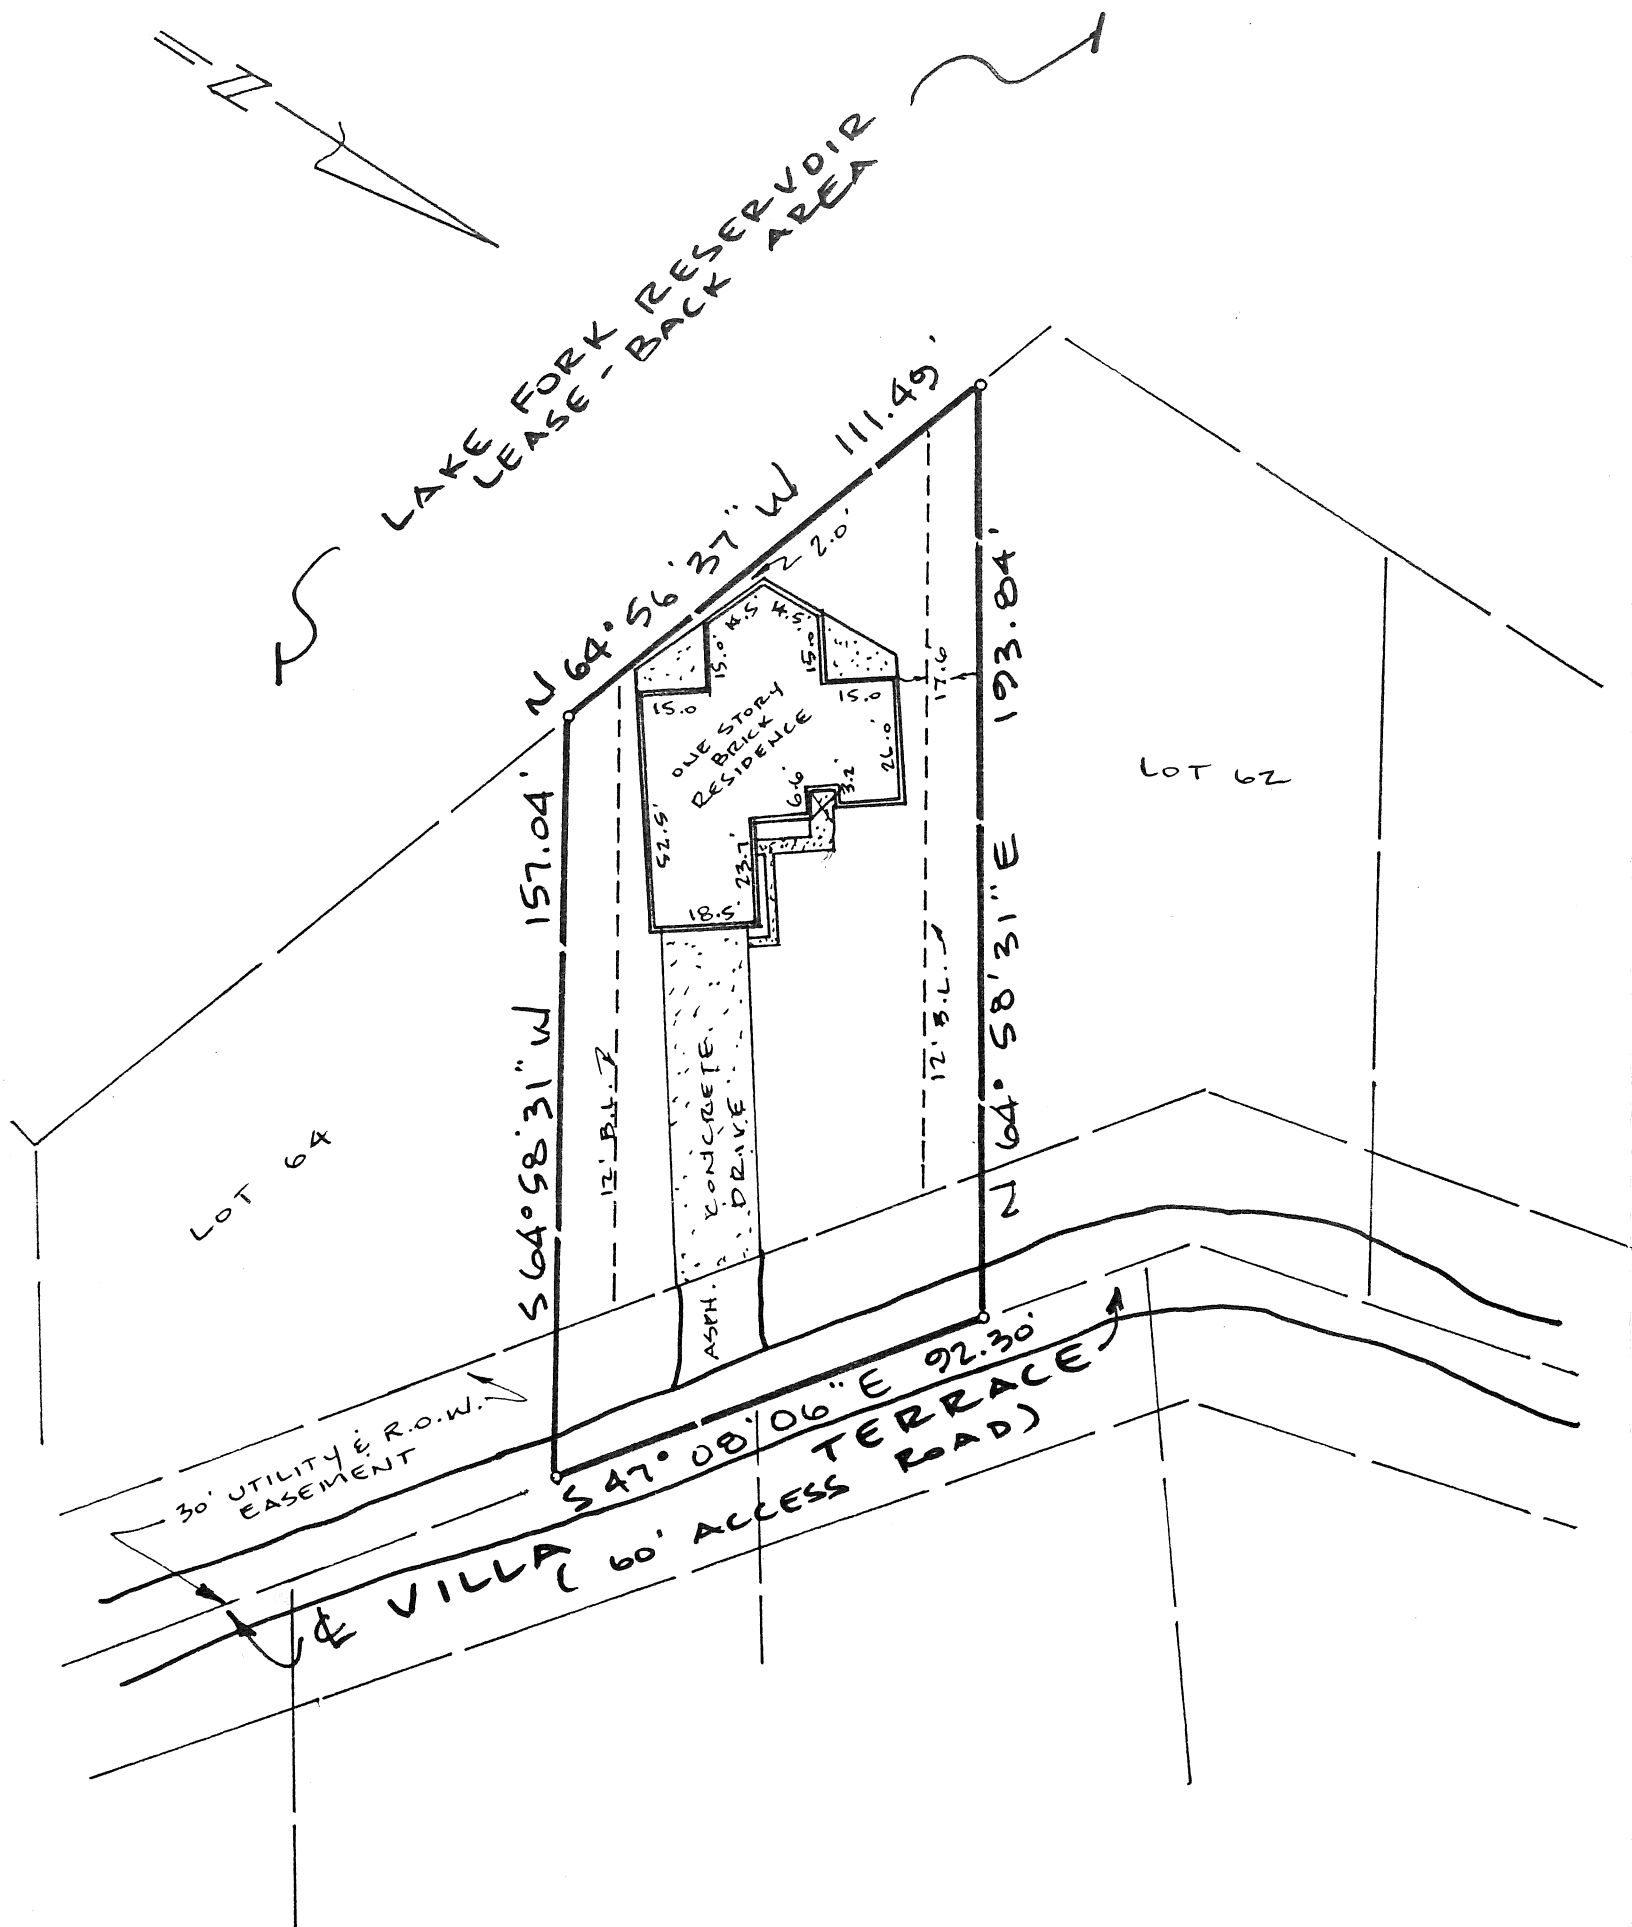 N
LAKE FORK RESERVOIR
LEASE-BACK AREA
N 64° 56' 37" W 111.49'
2.0'
14.5
14.5
15.0'
15.0
15.0
15.0
17.6
ONE STORY
BRICK
RESIDENCE
26.0'
6.6'
3.2'
52.5'
23.7'
18.5'
S 64° 58' 31" W 157.04'
N 64° 58' 31" E 193.84'
LOT 62
12' B.L.
12' B.L.
CONCRETE
DRIVE
ASPH.
LOT 64
30' UTILITY & R.O.W.
EASEMENT
S 47° 08' 06" E 92.30'
℄ VILLA TERRACE
( 60' ACCESS ROAD)